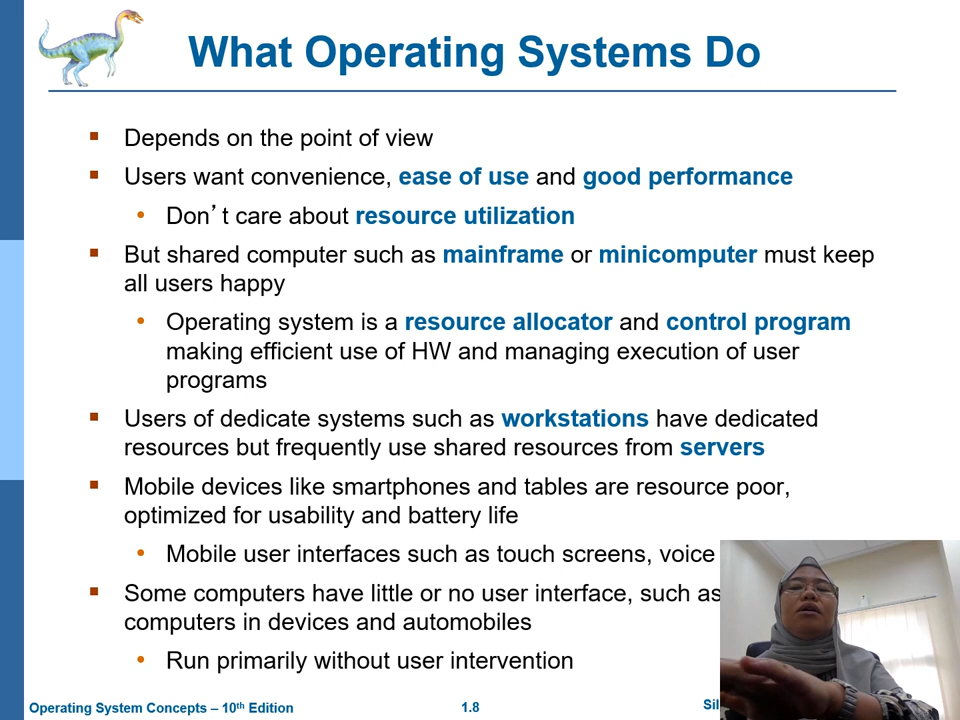 What Operating Systems Do
Depends on the point of view
Users want convenience, ease of use and good performance
Don’t care about resource utilization
But shared computer such as mainframe or minicomputer must keep
all users happy
Operating system is a resource allocator and control program
making efficient use of HW and managing execution of user
programs
Users of dedicate systems such as workstations have dedicated
resources but frequently use shared resources from servers
Mobile devices like smartphones and tables are resource poor,
optimized for usability and battery life
Mobile user interfaces such as touch screens, voice
Some computers have little or no user interface, such as
computers in devices and automobiles
Run primarily without user intervention
Operating System Concepts – 10th Edition
1.8